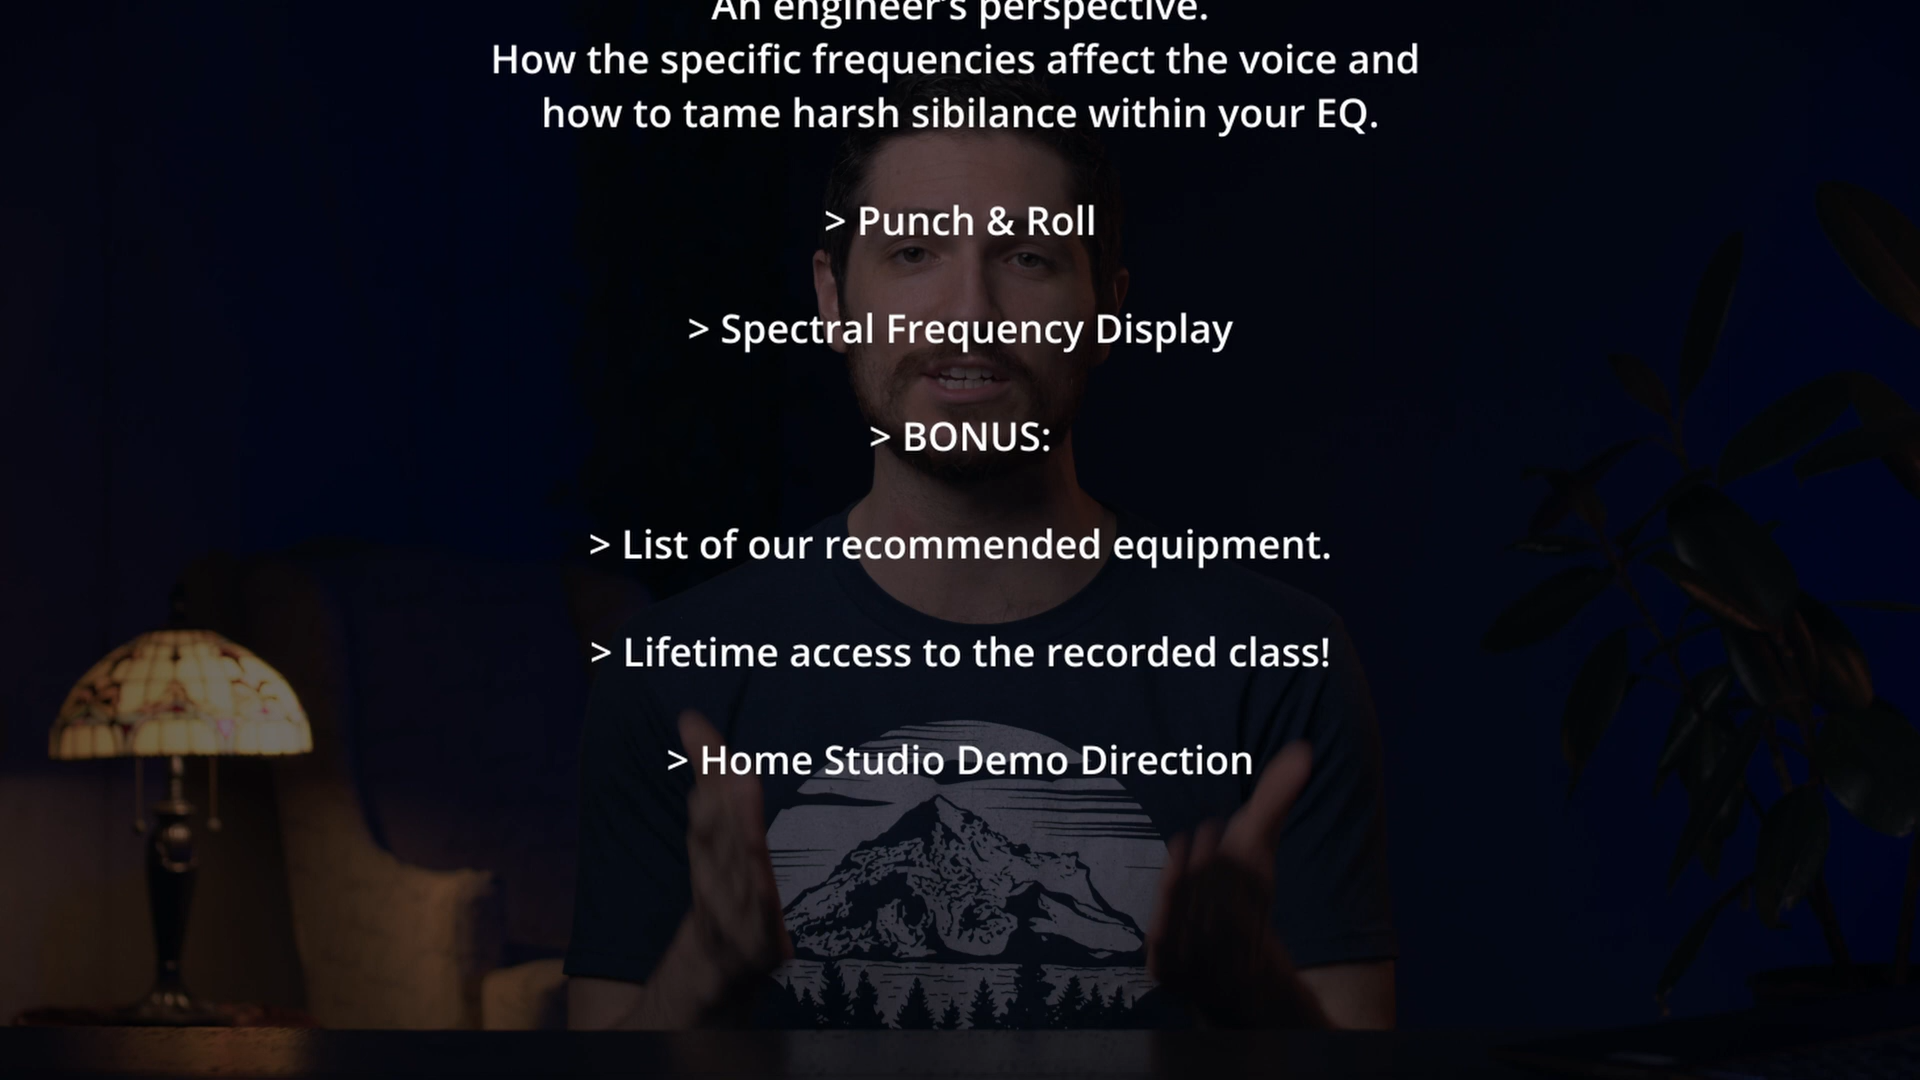 An engineer's perspective.
How the specific frequencies affect the voice and
how to tame harsh sibilance within your EQ.
> Punch & Roll
> Spectral Frequency Display
> BONUS:
> List of our recommended equipment.
> Lifetime access to the recorded class!
> Home Studio Demo Direction